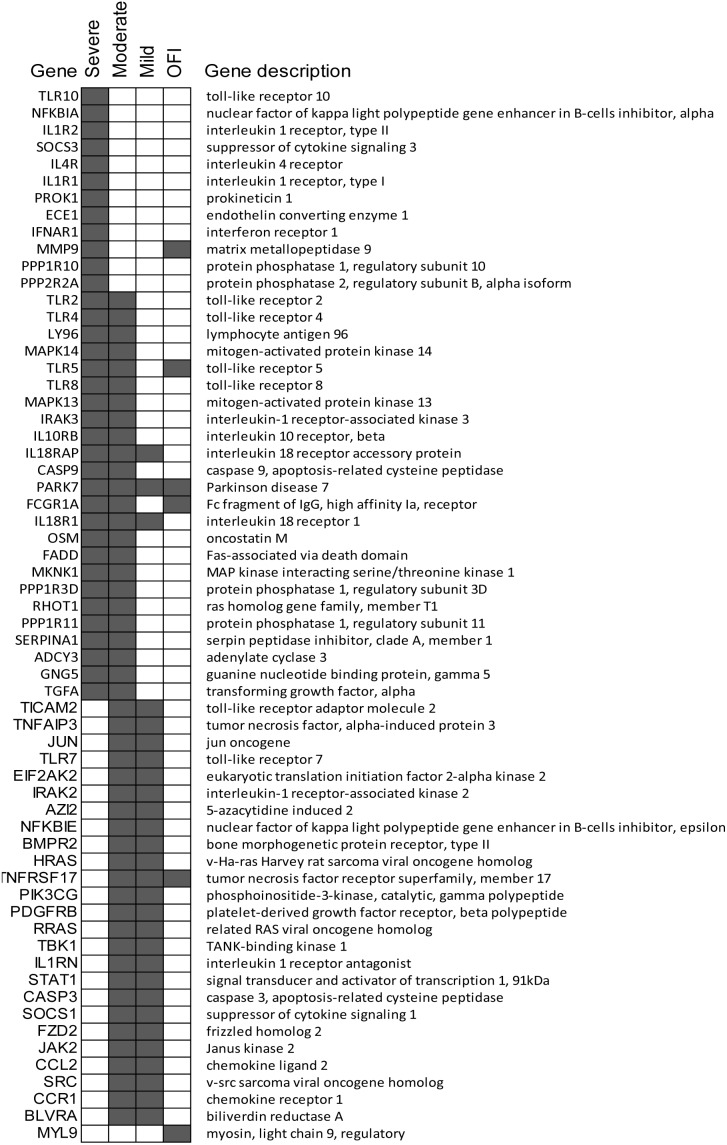 Gene Severe Moderate Mild OFI Gene description
TLR10 toll-like receptor 10
NFKBIA nuclear factor of kappa light polypeptide gene enhancer in B-cells inhibitor, alpha
IL1R2 interleukin 1 receptor, type II
SOCS3 suppressor of cytokine signaling 3
IL4R interleukin 4 receptor
IL1R1 interleukin 1 receptor, type I
PROK1 prokineticin 1
ECE1 endothelin converting enzyme 1
IFNAR1 interferon receptor 1
MMP9 matrix metallopeptidase 9
PPP1R10 protein phosphatase 1, regulatory subunit 10
PPP2R2A protein phosphatase 2, regulatory subunit B, alpha isoform
TLR2 toll-like receptor 2
TLR4 toll-like receptor 4
LY96 lymphocyte antigen 96
MAPK14 mitogen-activated protein kinase 14
TLR5 toll-like receptor 5
TLR8 toll-like receptor 8
MAPK13 mitogen-activated protein kinase 13
IRAK3 interleukin-1 receptor-associated kinase 3
IL10RB interleukin 10 receptor, beta
IL18RAP interleukin 18 receptor accessory protein
CASP9 caspase 9, apoptosis-related cysteine peptidase
PARK7 Parkinson disease 7
FCGR1A Fc fragment of IgG, high affinity Ia, receptor
IL18R1 interleukin 18 receptor 1
OSM oncostatin M
FADD Fas-associated via death domain
MKNK1 MAP kinase interacting serine/threonine kinase 1
PPP1R3D protein phosphatase 1, regulatory subunit 3D
RHOT1 ras homolog gene family, member T1
PPP1R11 protein phosphatase 1, regulatory subunit 11
SERPINA1 serpin peptidase inhibitor, clade A, member 1
ADCY3 adenylate cyclase 3
GNG5 guanine nucleotide binding protein, gamma 5
TGFA transforming growth factor, alpha
TICAM2 toll-like receptor adaptor molecule 2
TNFAIP3 tumor necrosis factor, alpha-induced protein 3
JUN jun oncogene
TLR7 toll-like receptor 7
EIF2AK2 eukaryotic translation initiation factor 2-alpha kinase 2
IRAK2 interleukin-1 receptor-associated kinase 2
AZI2 5-azacytidine induced 2
NFKBIE nuclear factor of kappa light polypeptide gene enhancer in B-cells inhibitor, epsilon
BMPR2 bone morphogenetic protein receptor, type II
HRAS v-Ha-ras Harvey rat sarcoma viral oncogene homolog
TNFRSF17 tumor necrosis factor receptor superfamily, member 17
PIK3CG phosphoinositide-3-kinase, catalytic, gamma polypeptide
PDGFRB platelet-derived growth factor receptor, beta polypeptide
RRAS related RAS viral oncogene homolog
TBK1 TANK-binding kinase 1
IL1RN interleukin 1 receptor antagonist
STAT1 signal transducer and activator of transcription 1, 91kDa
CASP3 caspase 3, apoptosis-related cysteine peptidase
SOCS1 suppressor of cytokine signaling 1
FZD2 frizzled homolog 2
JAK2 Janus kinase 2
CCL2 chemokine ligand 2
SRC v-src sarcoma viral oncogene homolog
CCR1 chemokine receptor 1
BLVRA biliverdin reductase A
MYL9 myosin, light chain 9, regulatory